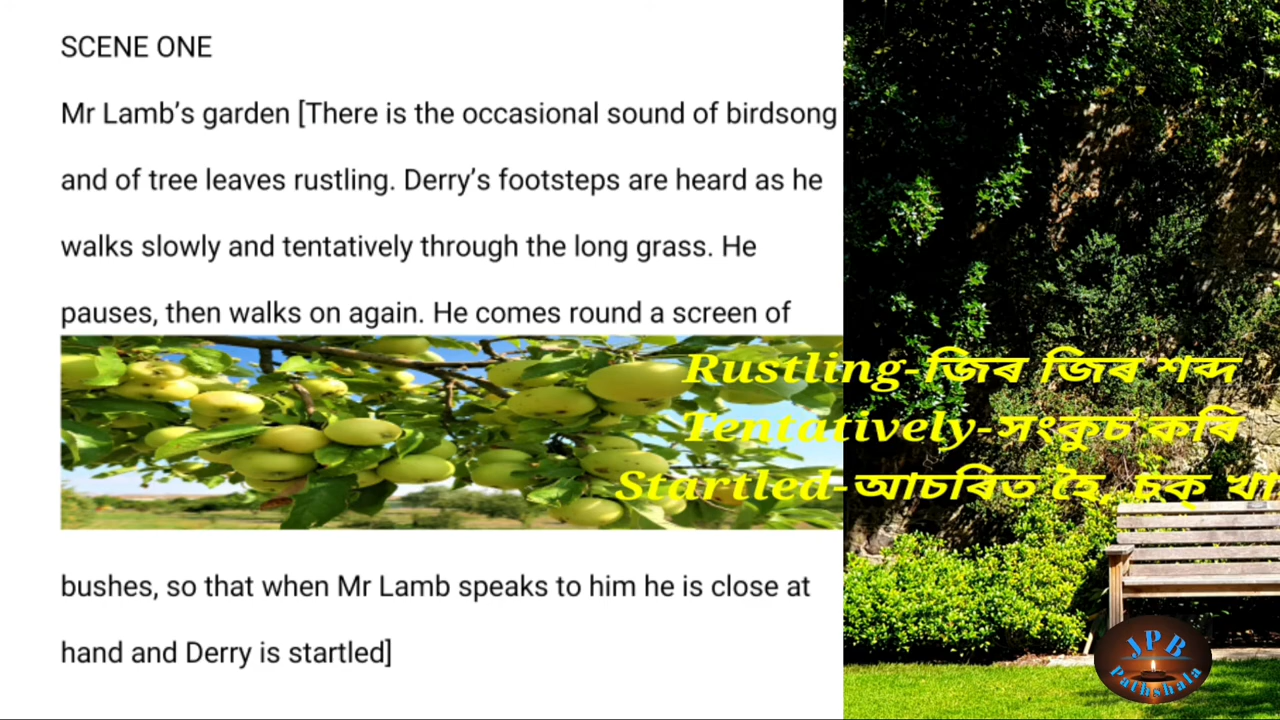 SCENE ONE
Mr Lamb’s garden [There is the occasional sound of birdsong
and of tree leaves rustling. Derry’s footsteps are heard as he
walks slowly and tentatively through the long grass. He
pauses, then walks on again. He comes round a screen of
Rustling-জিৰ জিৰ শব্দ
Tentatively-সংকুচ কৰি
Startled-আচৰিত হৈ, চক্ খা
bushes, so that when Mr Lamb speaks to him he is close at
hand and Derry is startled]
JPB
Pathshala